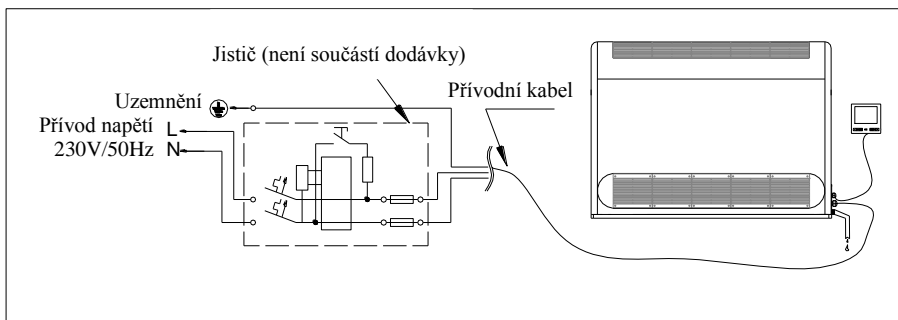 Jistič (není součástí dodávky)
Přívodní kabel
Uzemnění
Přívod napětí L
230V/50Hz N